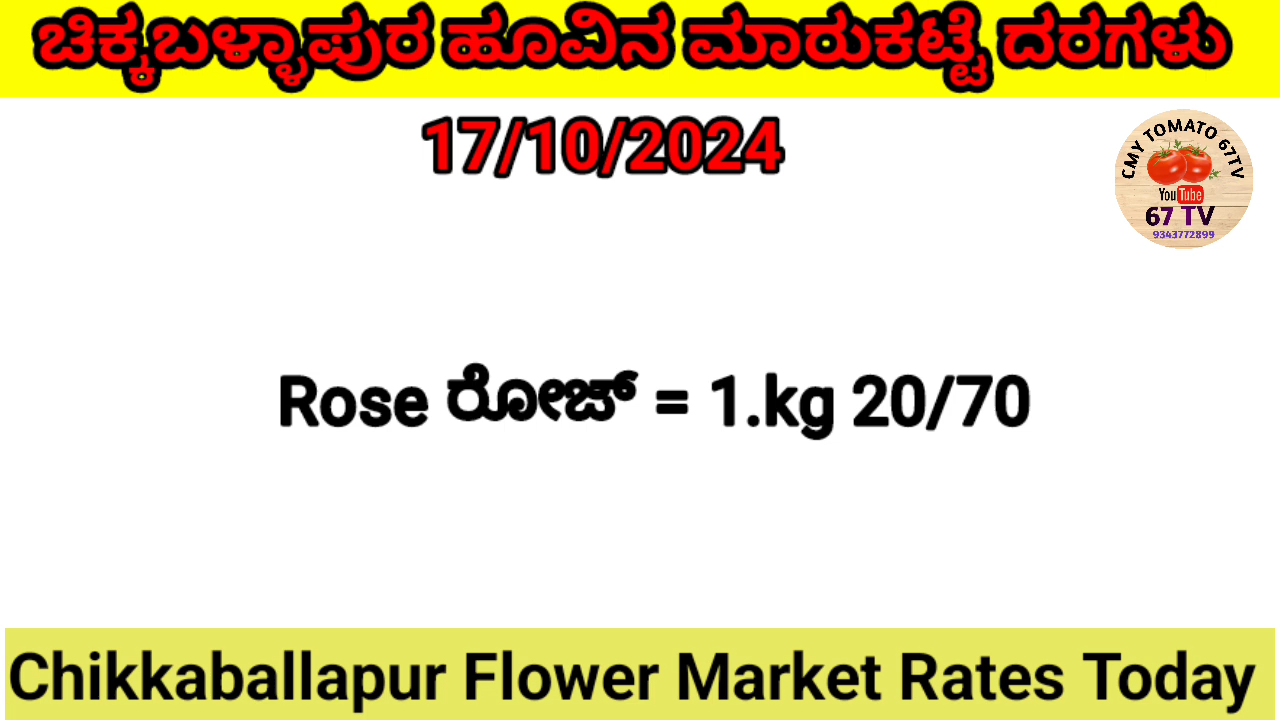 ಚಿಕ್ಕಬಳ್ಳಾಪುರ ಹೂವಿನ ಮಾರುಕಟ್ಟೆ ದರಗಳು
17/10/2024
CMY TOMATO 67TV
YouTube
67 TV
9343772899
Rose ರೋಜ್ = 1.kg 20/70
Chikkaballapur Flower Market Rates Today